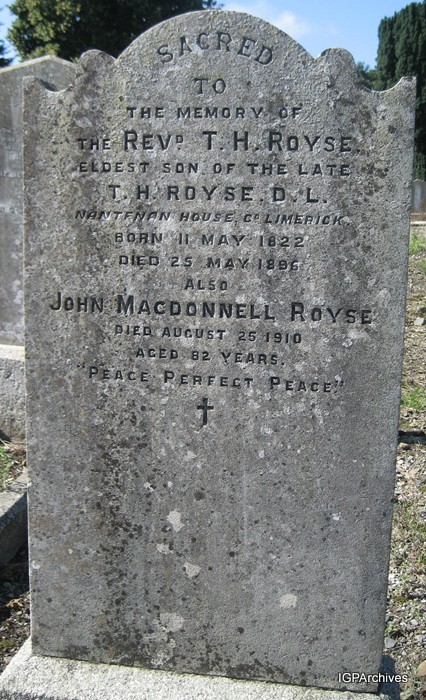 SACRED
TO
THE MEMORY OF
THE REVD T. H. ROYSE
ELDEST SON OF THE LATE
T. H. ROYSE. D. L.
NANTENAN HOUSE, CO. LIMERICK.
BORN 11 MAY 1822
DIED 25 MAY 1896
ALSO
JOHN MACDONNELL ROYSE
DIED AUGUST 25 1910
AGED 82 YEARS.
"PEACE PERFECT PEACE"
IGPArchives